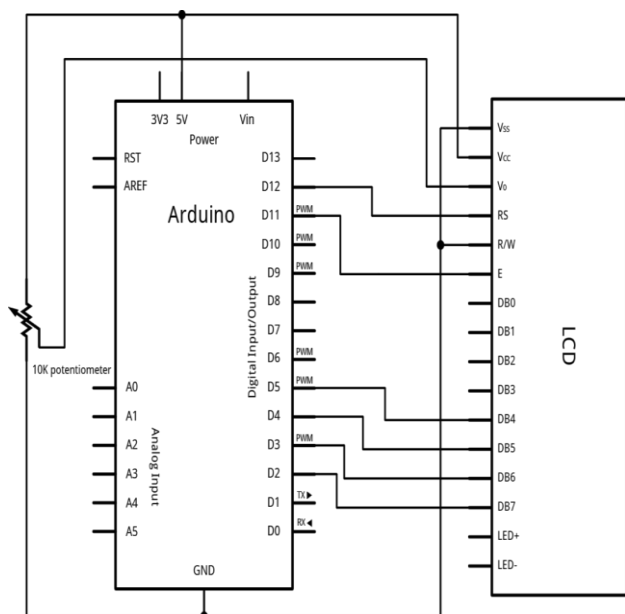 3V3 5V Vin
Power
RST
AREF
Arduino
D13
D12
D11 PWM
D10 PWM
D9 PWM
D8
D7
D6 PWM
D5 PWM
D4
D3 PWM
D2
D1 TX▶
D0 RX◀
Digital Input/Output
10K potentiometer
A0
A1
A2
A3
A4
A5
Analog Input
GND
Vss
Vcc
V0
RS
R/W
E
DB0
DB1
DB2
DB3
DB4
DB5
DB6
DB7
LED+
LED-
LCD